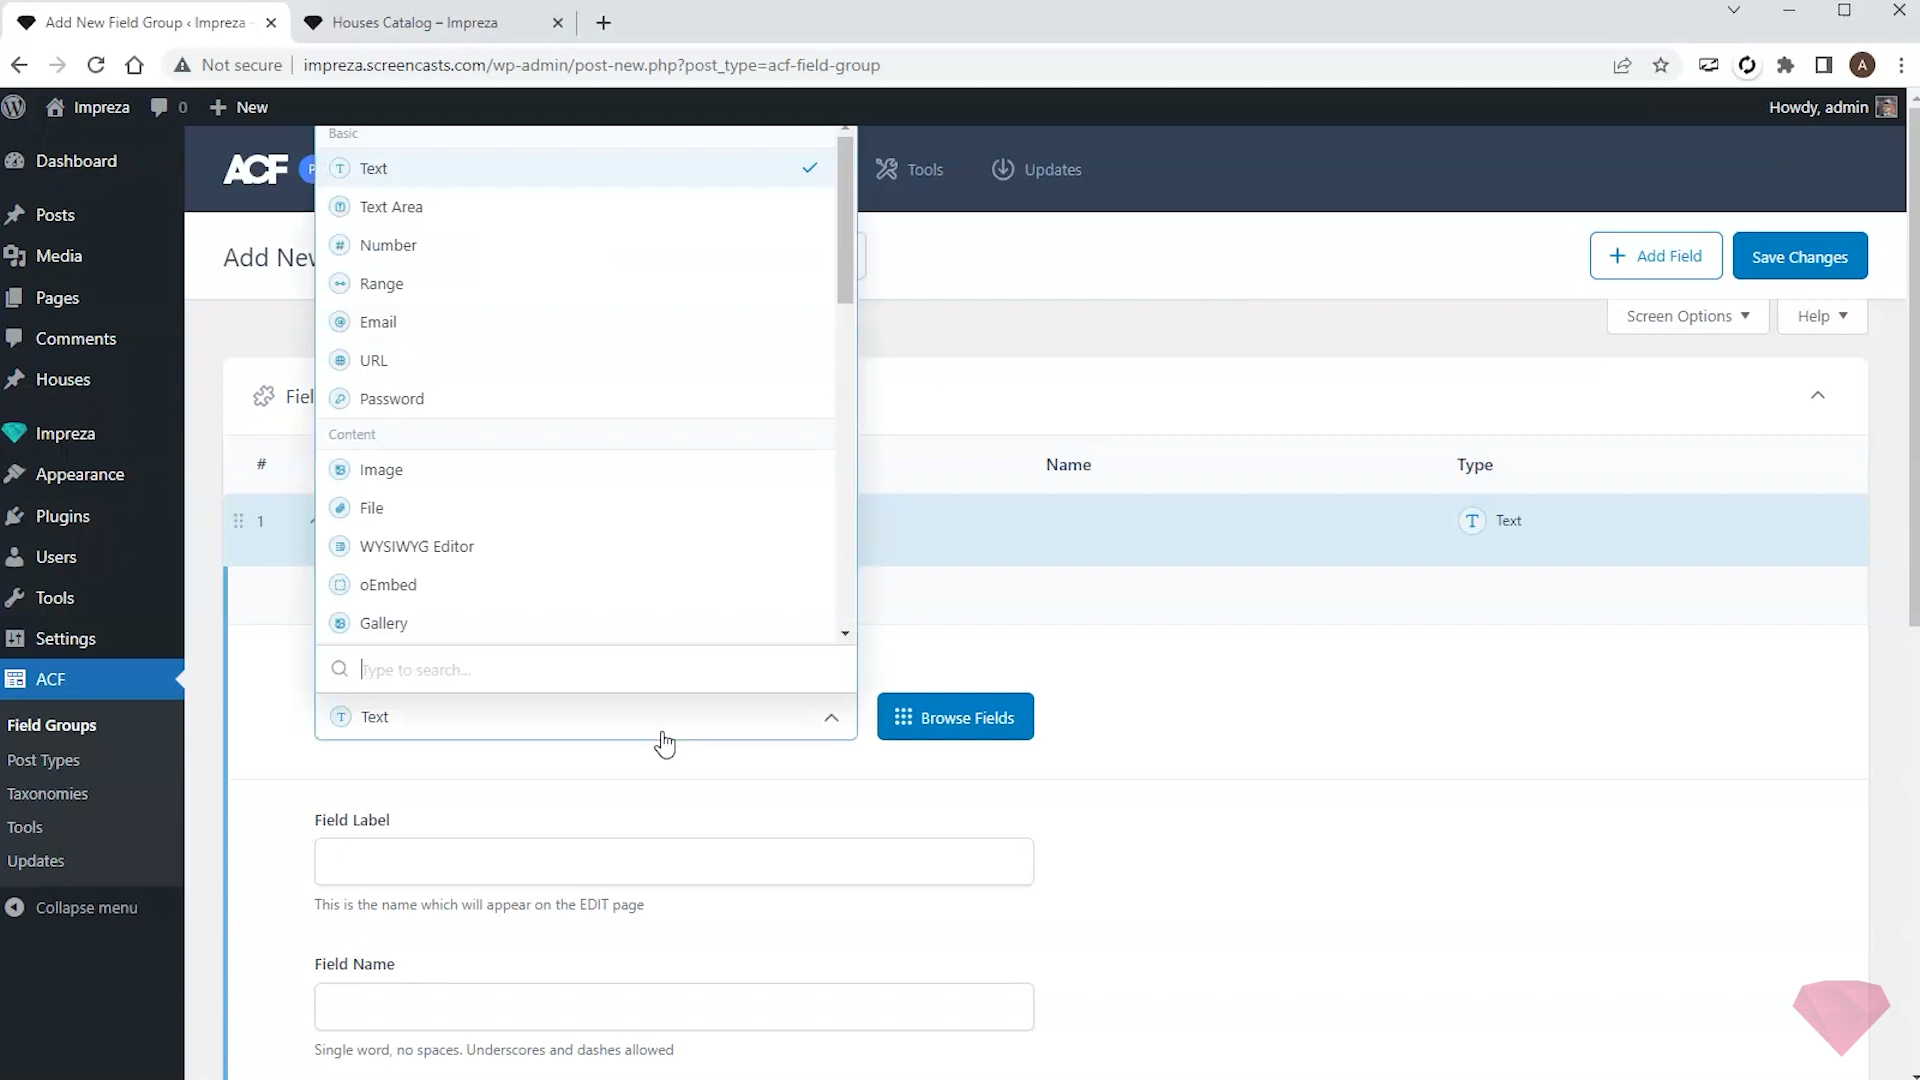 Add New Field Group ‹ Impreza -
Houses Catalog – Impreza
Not secure
impreza.screencasts.com/wp-admin/post-new.php?post_type=acf-field-group
A
Impreza
0
New
Howdy, admin
Dashboard
Posts
Media
Pages
Comments
Houses
Impreza
Appearance
Plugins
Users
Tools
Settings
ACF
Field Groups
Post Types
Taxonomies
Tools
Updates
Collapse menu
ACF
Tools
Updates
Add New
Add Field
Save Changes
Screen Options
Help
Fiel
Basic
Text
Text Area
Number
Range
Email
URL
Password
Content
Image
File
WYSIWYG Editor
oEmbed
Gallery
Type to search...
Text
Browse Fields
#
Name
Type
1
Text
Field Label
This is the name which will appear on the EDIT page
Field Name
Single word, no spaces. Underscores and dashes allowed